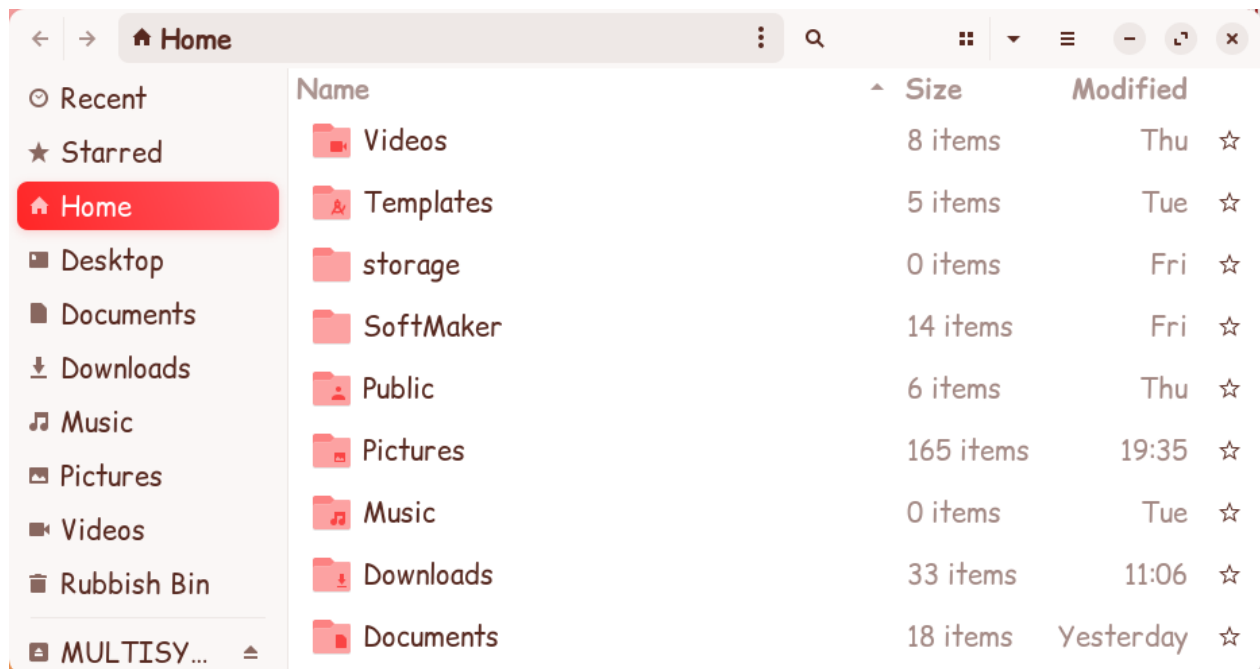 Home
Recent
Starred
Home
Desktop
Documents
Downloads
Music
Pictures
Videos
Rubbish Bin
MULTISY...
Name Size Modified
Videos 8 items Thu
Templates 5 items Tue
storage 0 items Fri
SoftMaker 14 items Fri
Public 6 items Thu
Pictures 165 items 19:35
Music 0 items Tue
Downloads 33 items 11:06
Documents 18 items Yesterday